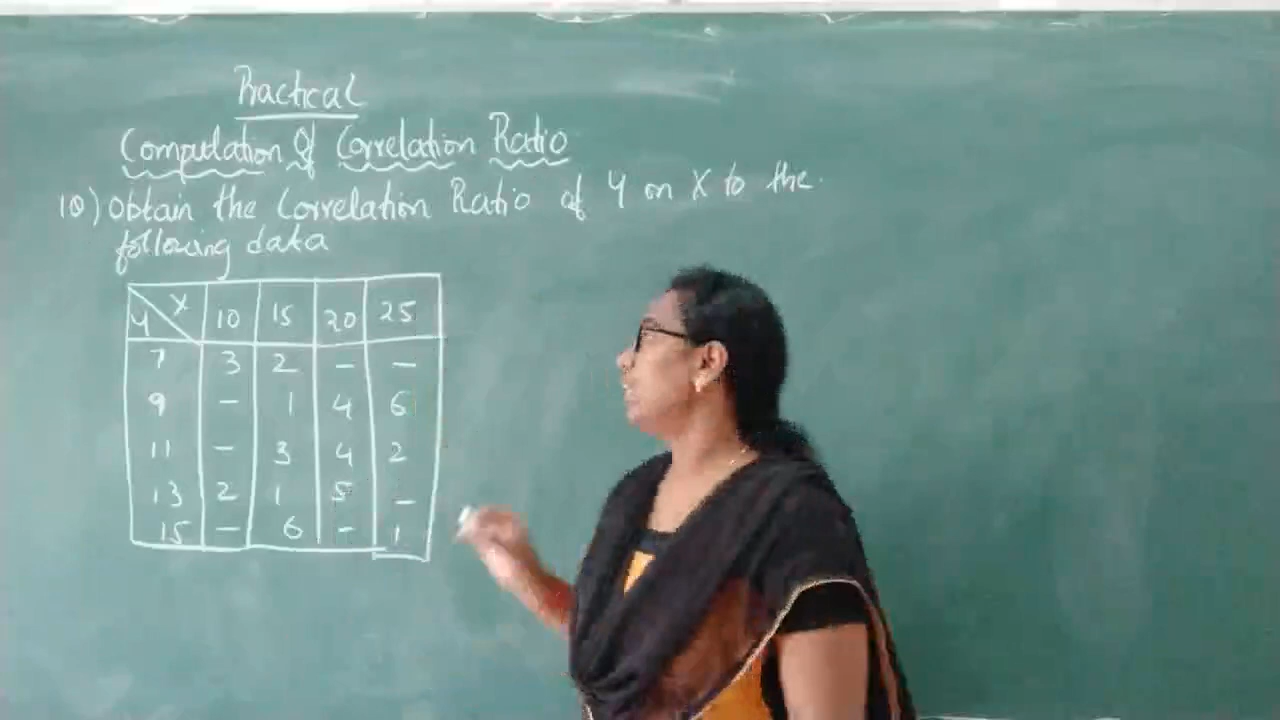 Practical
Computation Of Correlation Ratio
10) Obtain the Correlation Ratio of Y on X to the
following data
Y X 10 15 20 25
7 3 2 – –
9 – 1 4 6
11 – 3 4 2
13 2 1 5 –
15 – 6 – 1